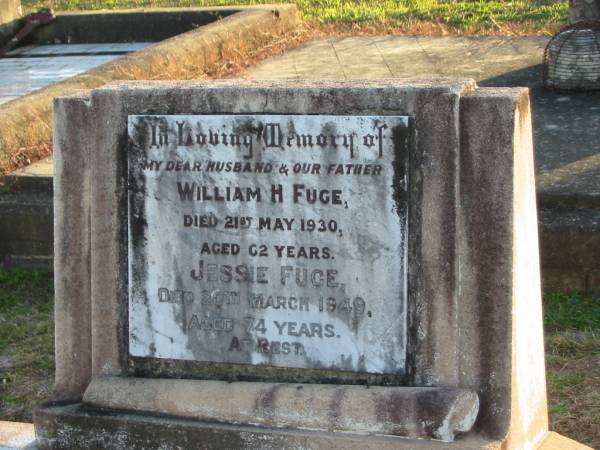 In Loving Memory of
MY DEAR HUSBAND & OUR FATHER
WILLIAM H FUGE,
DIED 21ST MAY 1930,
AGED 62 YEARS.
JESSIE FUGE,
DIED MARCH 1949,
AGED 74 YEARS.
AT REST.